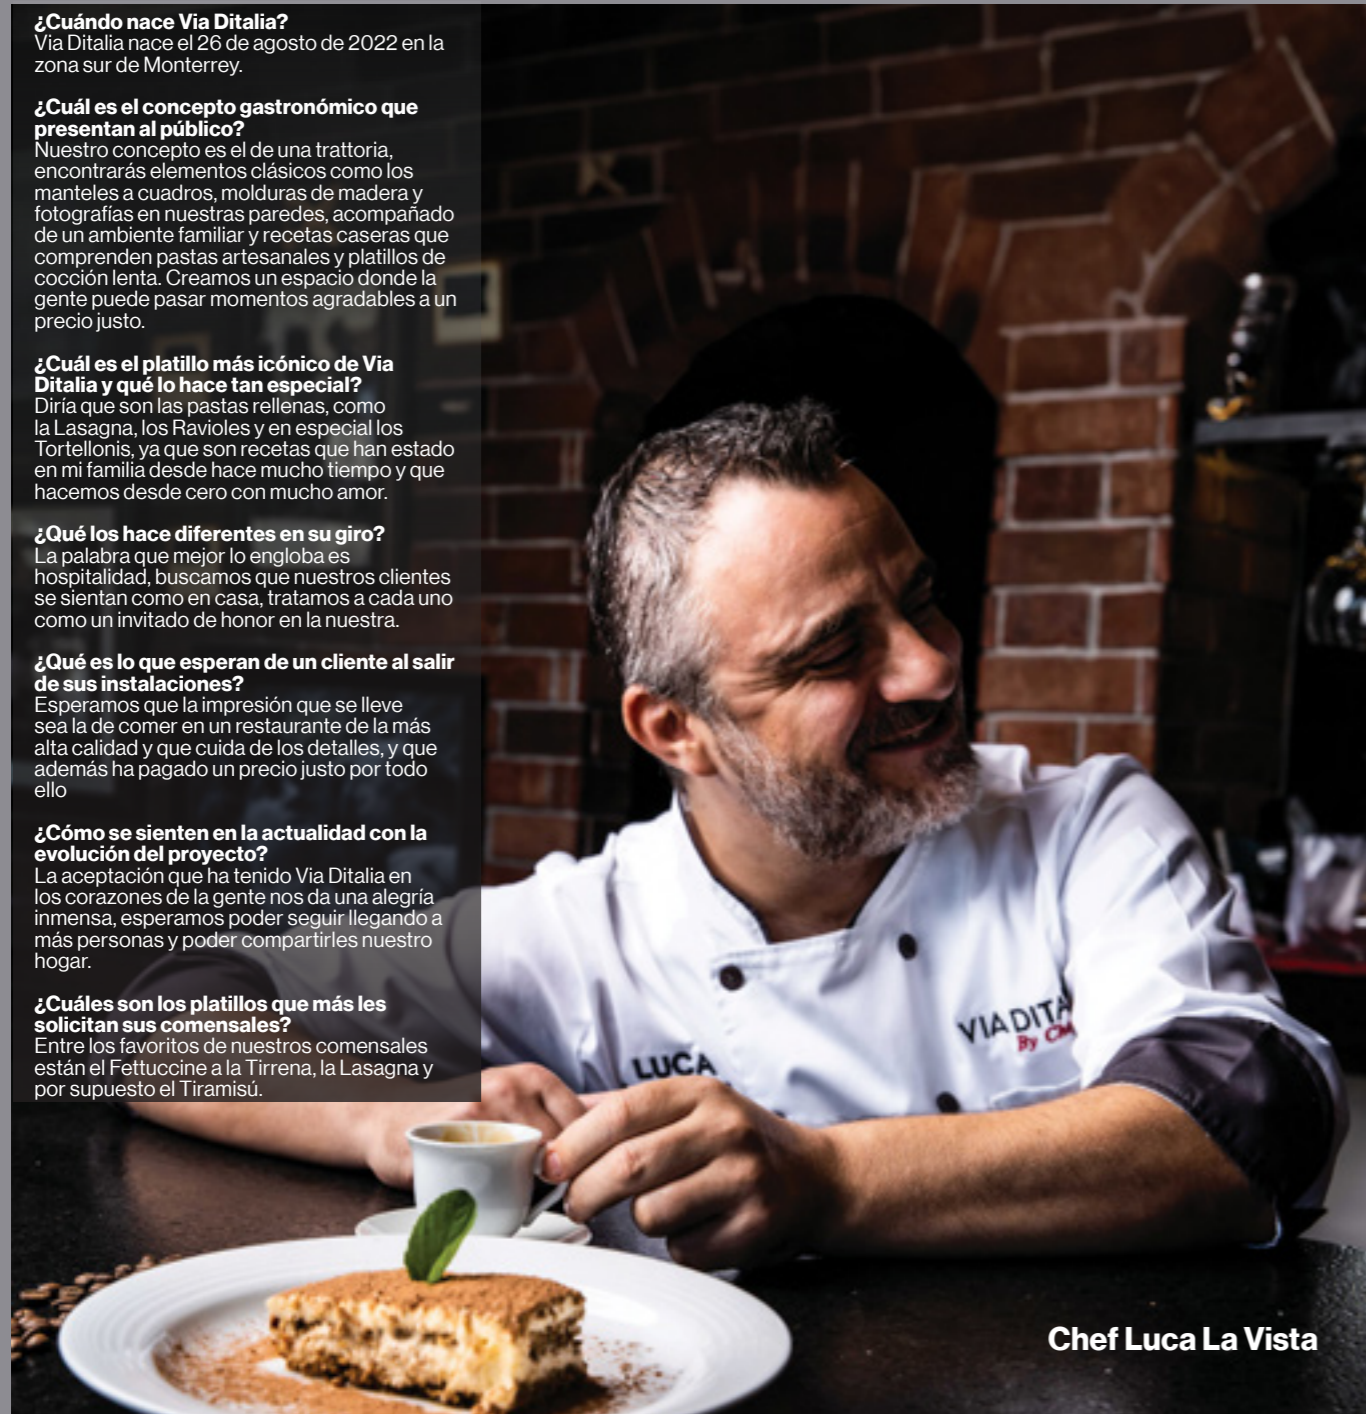 ¿Cuándo nace Via Ditalia?
Via Ditalia nace el 26 de agosto de 2022 en la
zona sur de Monterrey.
¿Cuál es el concepto gastronómico que
presentan al público?
Nuestro concepto es el de una trattoria,
encontrarás elementos clásicos como los
manteles a cuadros, molduras de madera y
fotografías en nuestras paredes, acompañado
de un ambiente familiar y recetas caseras que
comprenden pastas artesanales y platillos de
cocción lenta. Creamos un espacio donde la
gente puede pasar momentos agradables a un
precio justo.
¿Cuál es el platillo más icónico de Via
Ditalia y qué lo hace tan especial?
Diría que son las pastas rellenas, como
la Lasagna, los Ravioles y en especial los
Tortellonis, ya que son recetas que han estado
en mi familia desde hace mucho tiempo y que
hacemos desde cero con mucho amor.
¿Qué los hace diferentes en su giro?
La palabra que mejor lo engloba es
hospitalidad, buscamos que nuestros clientes
se sientan como en casa, tratamos a cada uno
como un invitado de honor en la nuestra.
¿Qué es lo que esperan de un cliente al salir
de sus instalaciones?
Esperamos que la impresión que se lleve
sea la de comer en un restaurante de la más
alta calidad y que cuida de los detalles, y que
además ha pagado un precio justo por todo
ello
¿Cómo se sienten en la actualidad con la
evolución del proyecto?
La aceptación que ha tenido Via Ditalia en
los corazones de la gente nos da una alegría
inmensa, esperamos poder seguir llegando a
más personas y poder compartirles nuestro
hogar.
¿Cuáles son los platillos que más les
solicitan sus comensales?
Entre los favoritos de nuestros comensales
están el Fettuccine a la Tirrena, la Lasagna y
por supuesto el Tiramisú.
LUCA
VIA DITA
By
Chef Luca La Vista